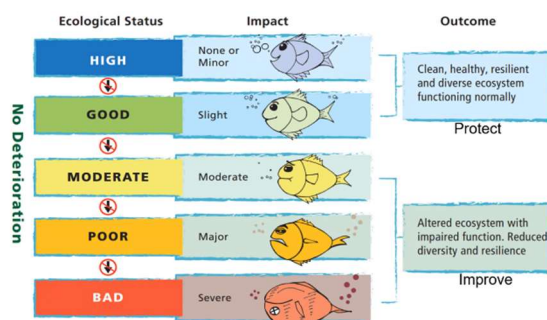 Ecological Status
Impact
Outcome
No Deterioration
HIGH
None or
Minor
GOOD
Slight
MODERATE
Moderate
POOR
Major
BAD
Severe
Clean, healthy, resilient
and diverse ecosystem
functioning normally
Protect
Altered ecosystem with
impaired function. Reduced
diversity and resilience
Improve